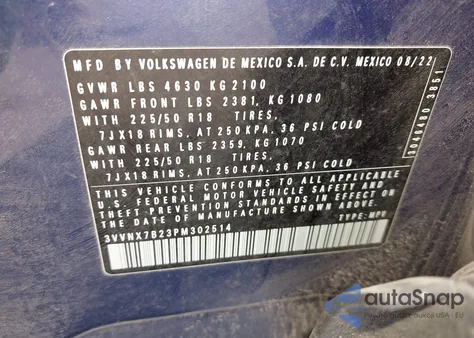 MFD BY VOLKSWAGEN DE MEXICO S.A. DE C.V. MEXICO 08/22
GVWR LBS 4630 KG 2100
GAWR FRONT LBS 2381, KG 1080
WITH 225/50 R18 TIRES,
7JX18 RIMS, AT 250 KPA, 36 PSI COLD
GAWR REAR LBS 2359, KG 1070
WITH 225/50 R18 TIRES,
7JX18 RIMS, AT 250 KPA, 36 PSI COLD
THIS VEHICLE CONFORMS TO ALL APPLICABLE
U.S. FEDERAL MOTOR VEHICLE SAFETY AND
THEFT PREVENTION STANDARDS IN EFFECT ON
THE DATE OF MANUFACTURE SHOWN ABOVE
3VVNX7B23PM302514 TYPE: MPV
autoSnap
USA - EU